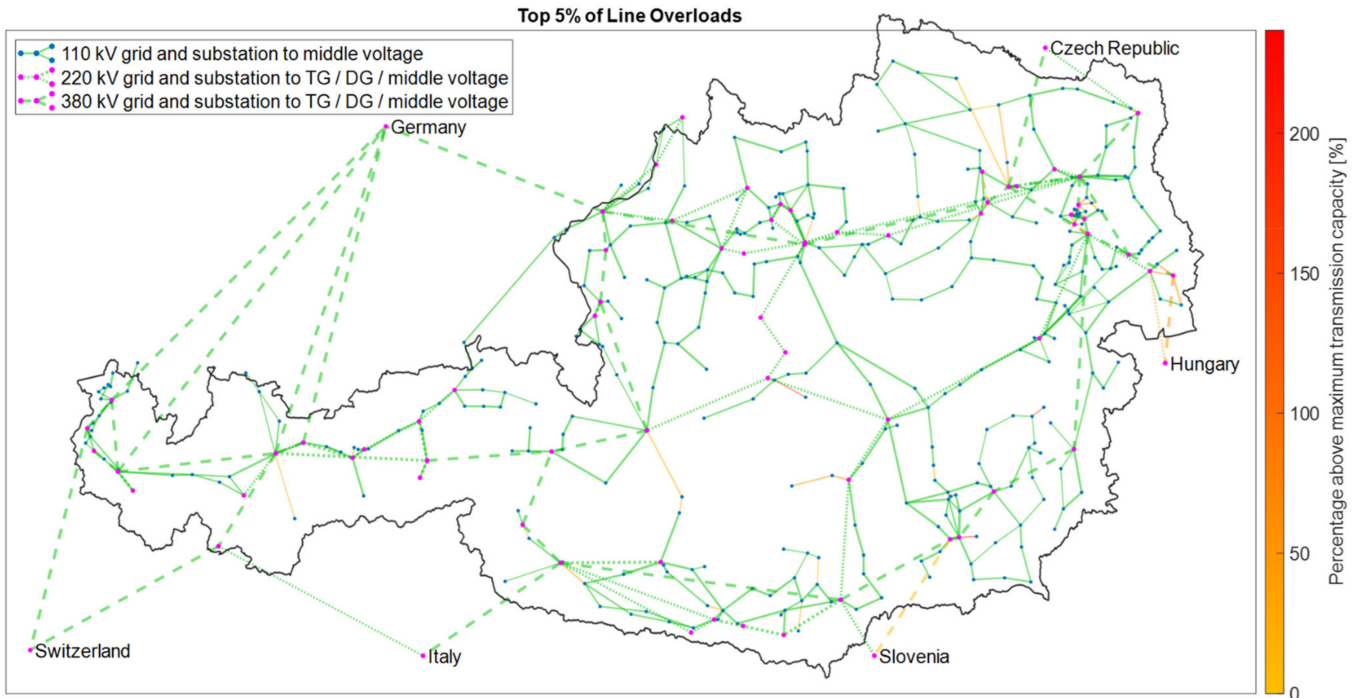 Top 5% of Line Overloads
110 kV grid and substation to middle voltage
220 kV grid and substation to TG / DG / middle voltage
380 kV grid and substation to TG / DG / middle voltage
Czech Republic
Germany
Hungary
Switzerland
Italy
Slovenia
200
150
100
50
0
Percentage above maximum transmission capacity [%]